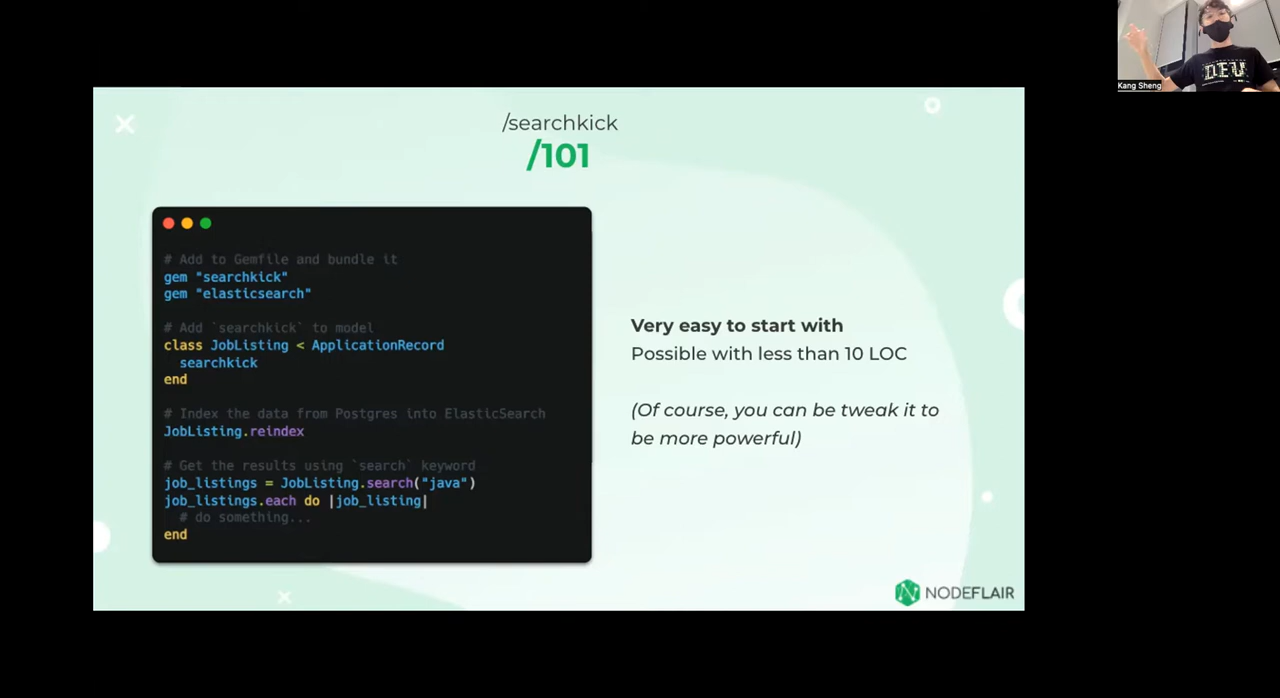 Kang Sheng
DEV
/searchkick
/101
# Add to Gemfile and bundle it
gem "searchkick"
gem "elasticsearch"
# Add `searchkick` to model
class JobListing < ApplicationRecord
  searchkick
end
# Index the data from Postgres into ElasticSearch
JobListing.reindex
# Get the results using `search` keyword
job_listings = JobListing.search("java")
job_listings.each do |job_listing|
  # do something...
end
Very easy to start with
Possible with less than 10 LOC
(Of course, you can be tweak it to
be more powerful)
NODEFLAIR